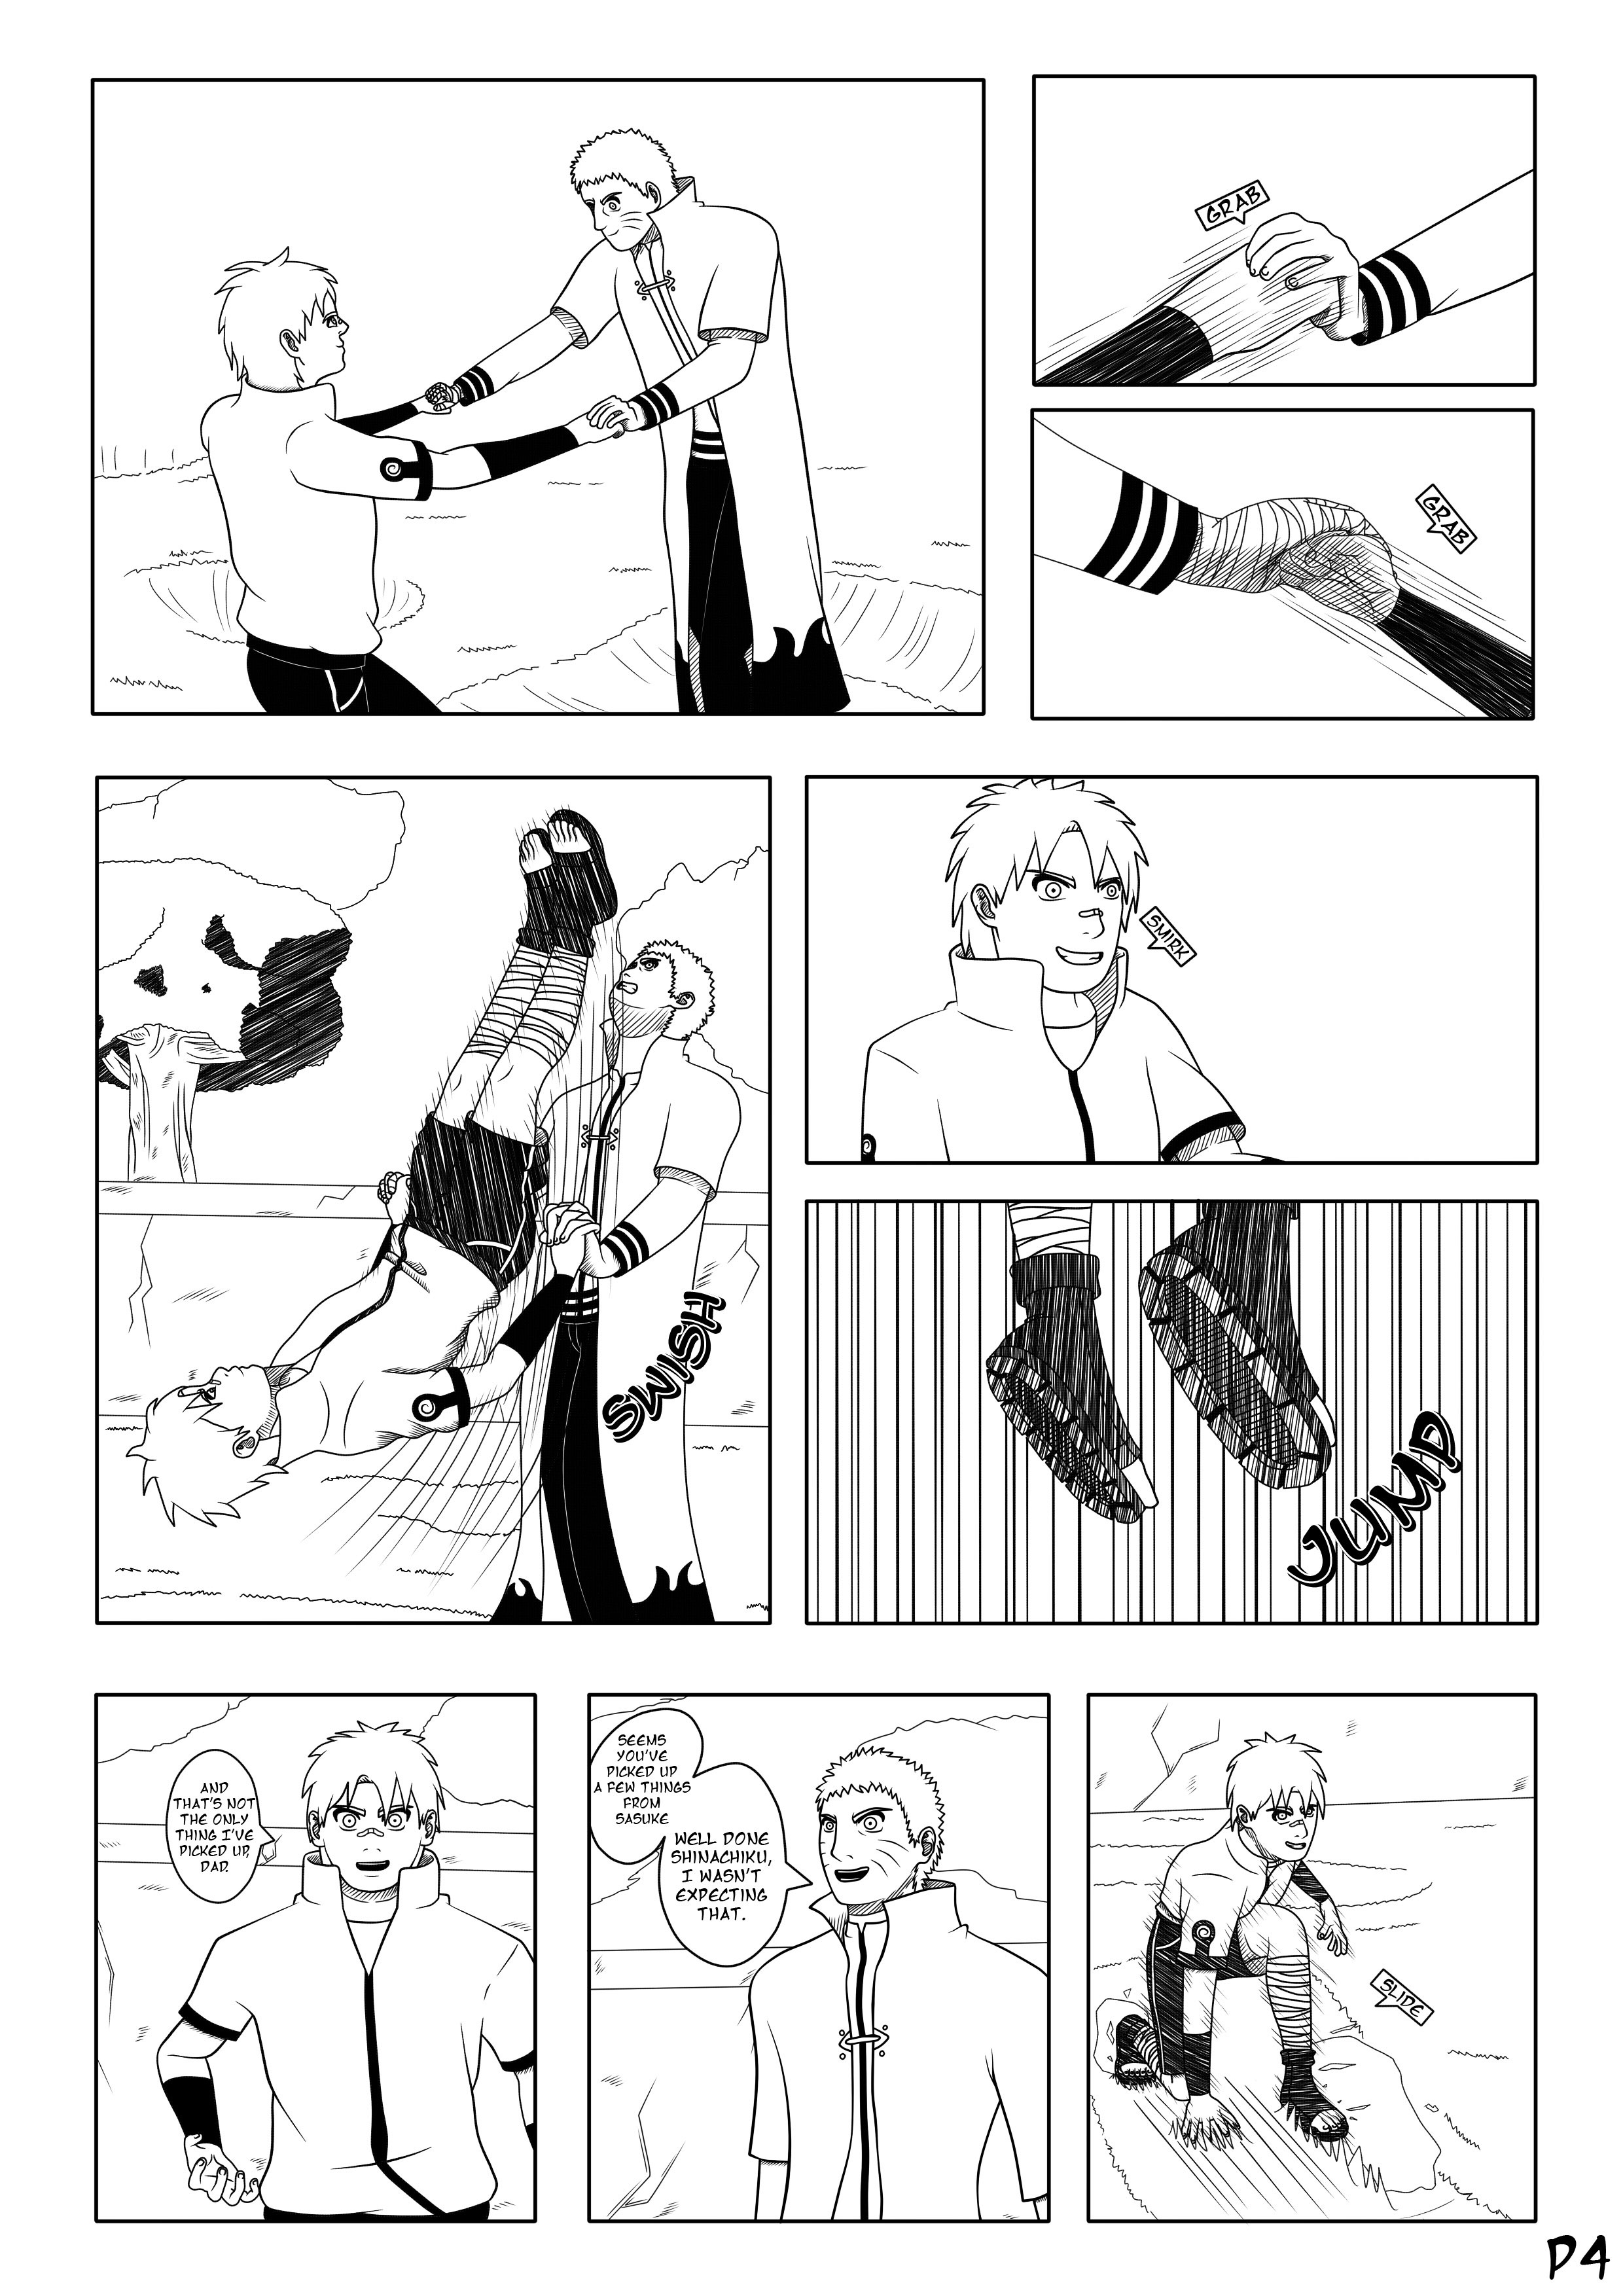 GRAB
GRAB
SMIRK
JUMP
SWISH
SLIDE
WELL DONE
SHINACHIKU,
I WASN'T
EXPECTING
THAT.
SEEMS
YOU'VE
PICKED UP
A FEW THINGS
FROM
SASUKE
AND
THAT'S NOT
THE ONLY
THING I'VE
PICKED UP,
DAD.
P4